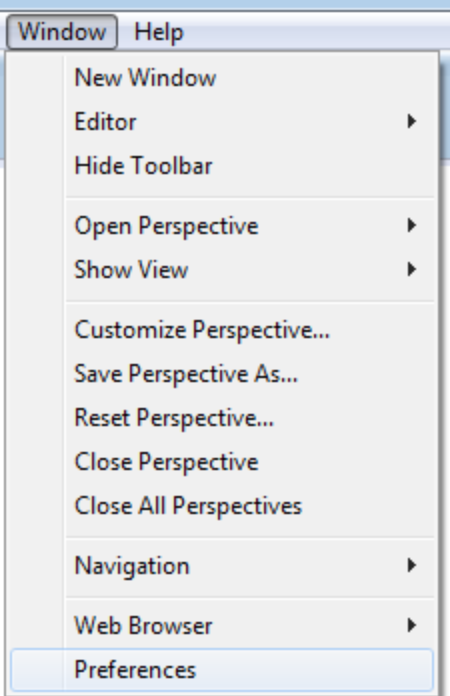 Window Help
New Window
Editor
Hide Toolbar
Open Perspective
Show View
Customize Perspective...
Save Perspective As...
Reset Perspective...
Close Perspective
Close All Perspectives
Navigation
Web Browser
Preferences